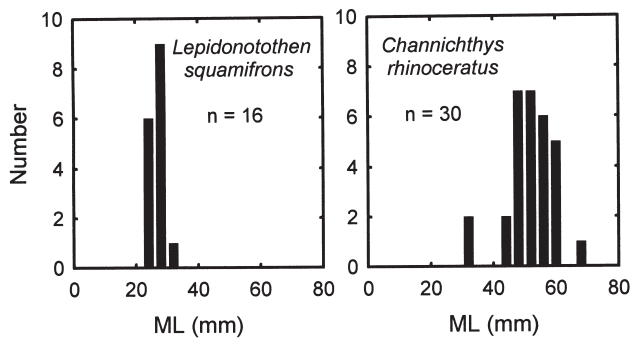 10
8
6
4
2
0
Number
Lepidonotothen
squamifrons
n = 16
0 20 40 60 80
ML (mm)
10
8
6
4
2
0
Channichthys
rhinoceratus
n = 30
0 20 40 60 80
ML (mm)